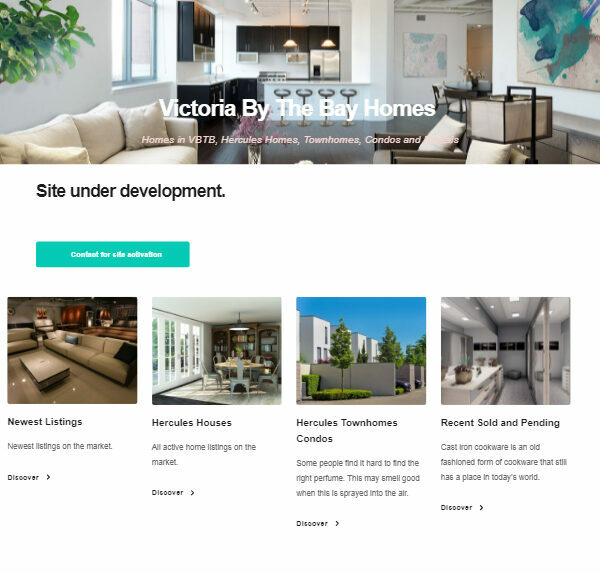 Victoria By The Bay Homes
Homes in VBTB, Hercules Homes, Townhomes, Condos and
Site under development.
Contact for site activation
Newest Listings
Newest listings on the market.
Discover
Hercules Houses
All active home listings on the
market.
Discover
Hercules Townhomes
Condos
Some people find it hard to find the
right perfume. This may smell good
when this is sprayed into the air.
Discover
Recent Sold and Pending
Cast iron cookware is an old
fashioned form of cookware that still
has a place in today's world.
Discover